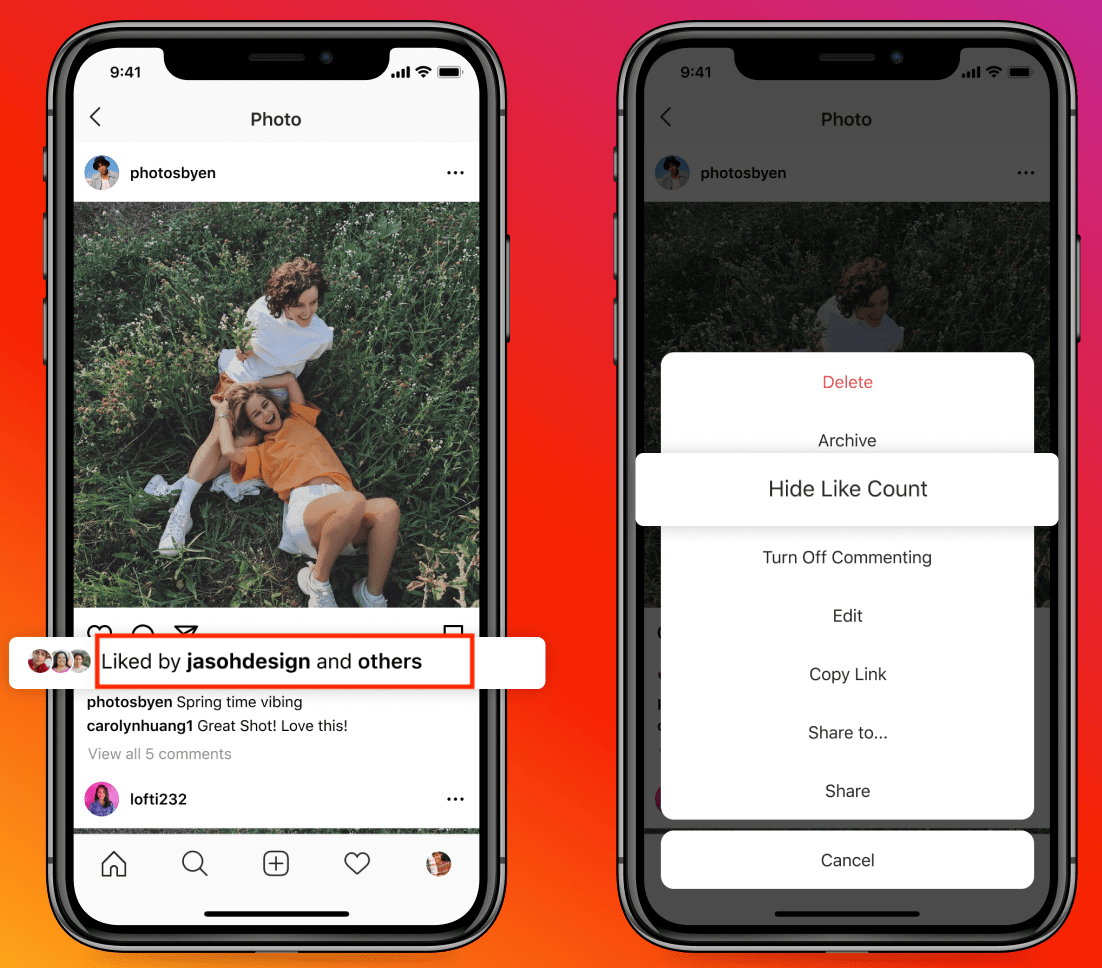 9:41
Photo
photosbyen
Liked by jasohdesign and others
photosbyen Spring time vibing
carolynhuang1 Great Shot! Love this!
View all 5 comments
lofti232
9:41
Photo
photosbyen
Delete
Archive
Hide Like Count
Turn Off Commenting
Edit
Copy Link
Share to...
Share
Cancel